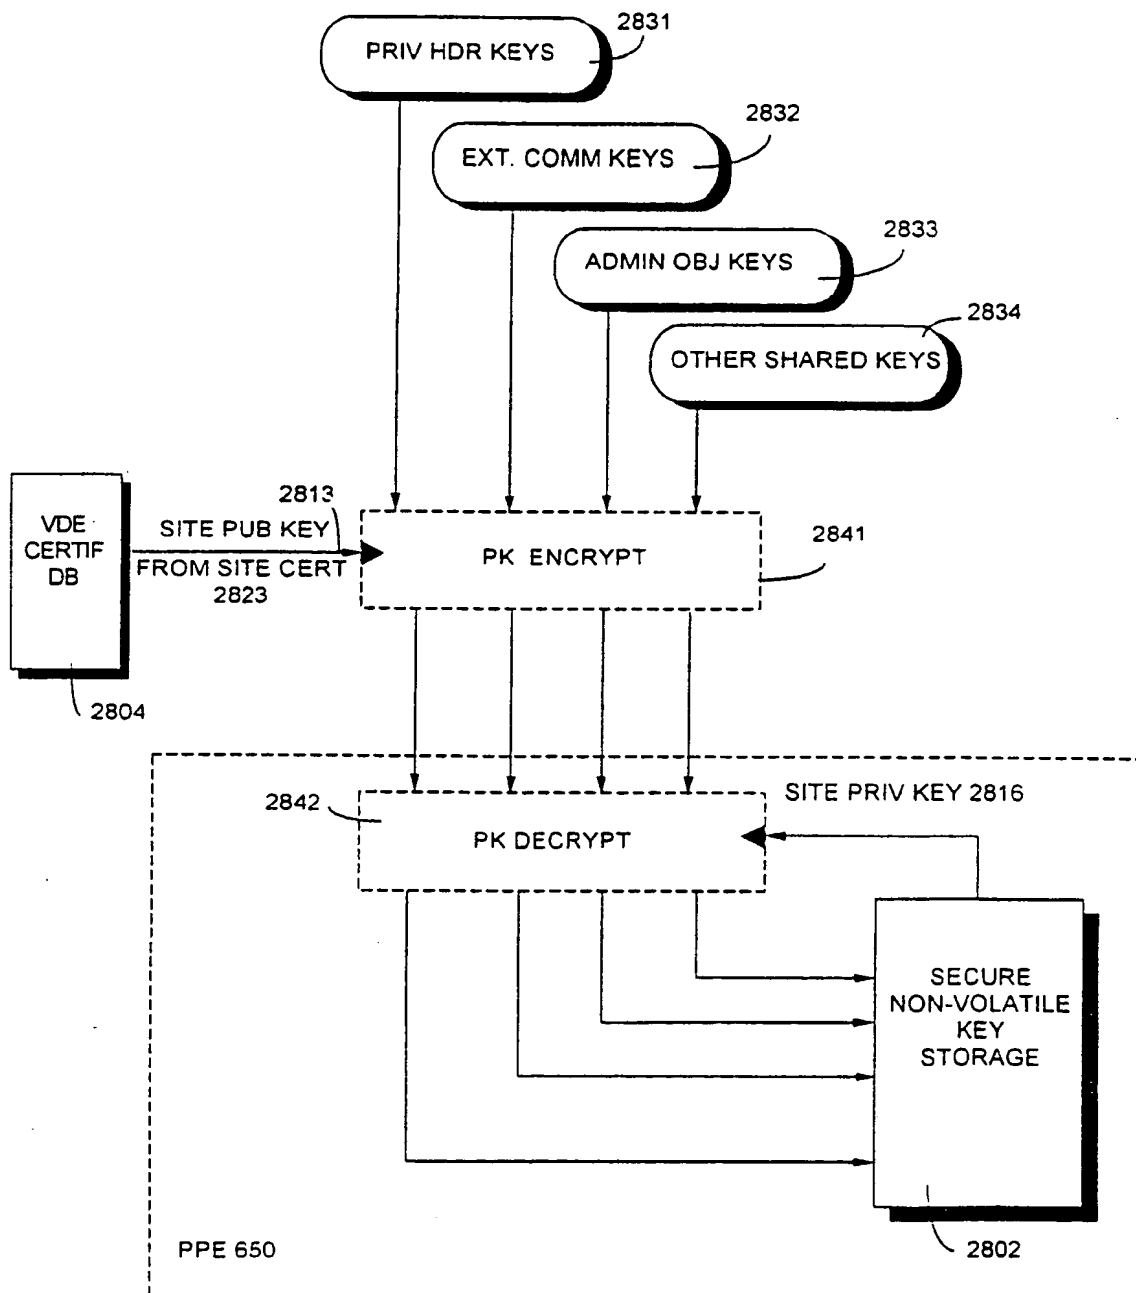 2831
PRIV HDR KEYS
2832
EXT. COMM KEYS
2833
ADMIN OBJ KEYS
2834
OTHER SHARED KEYS
VDE
CERTIF
DB
2804
2813
SITE PUB KEY
FROM SITE CERT
2823
PK ENCRYPT
2841
2842
PK DECRYPT
SITE PRIV KEY 2816
SECURE
NON-VOLATILE
KEY
STORAGE
2802
PPE 650